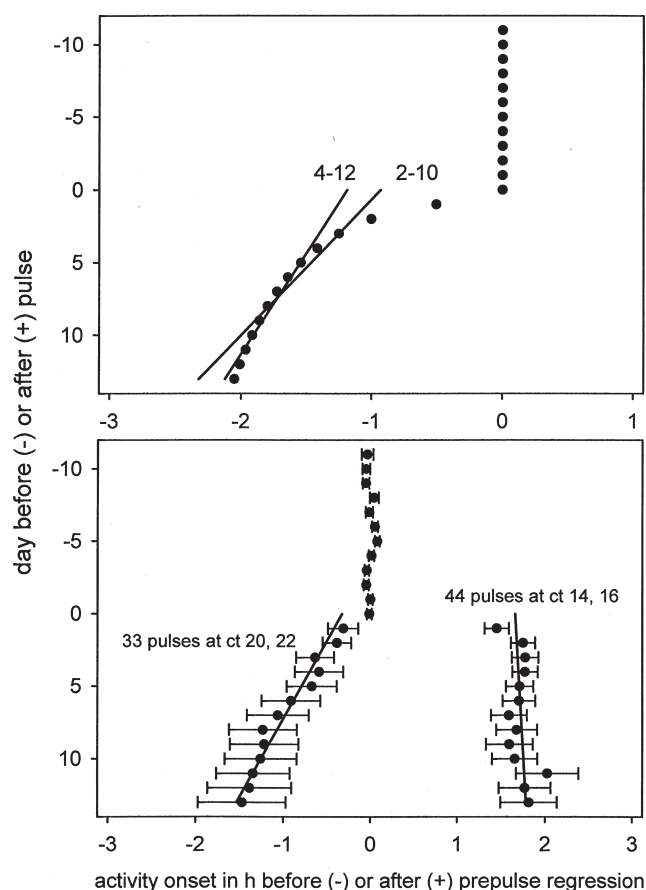 -10
-5
4-12 2-10
0
5
10
-3 -2 -1 0 1
day before (-) or after (+) pulse
-10
-5
44 pulses at ct 14, 16
0
33 pulses at ct 20, 22
5
10
-3 -2 -1 0 1 2 3
activity onset in h before (-) or after (+) prepulse regression